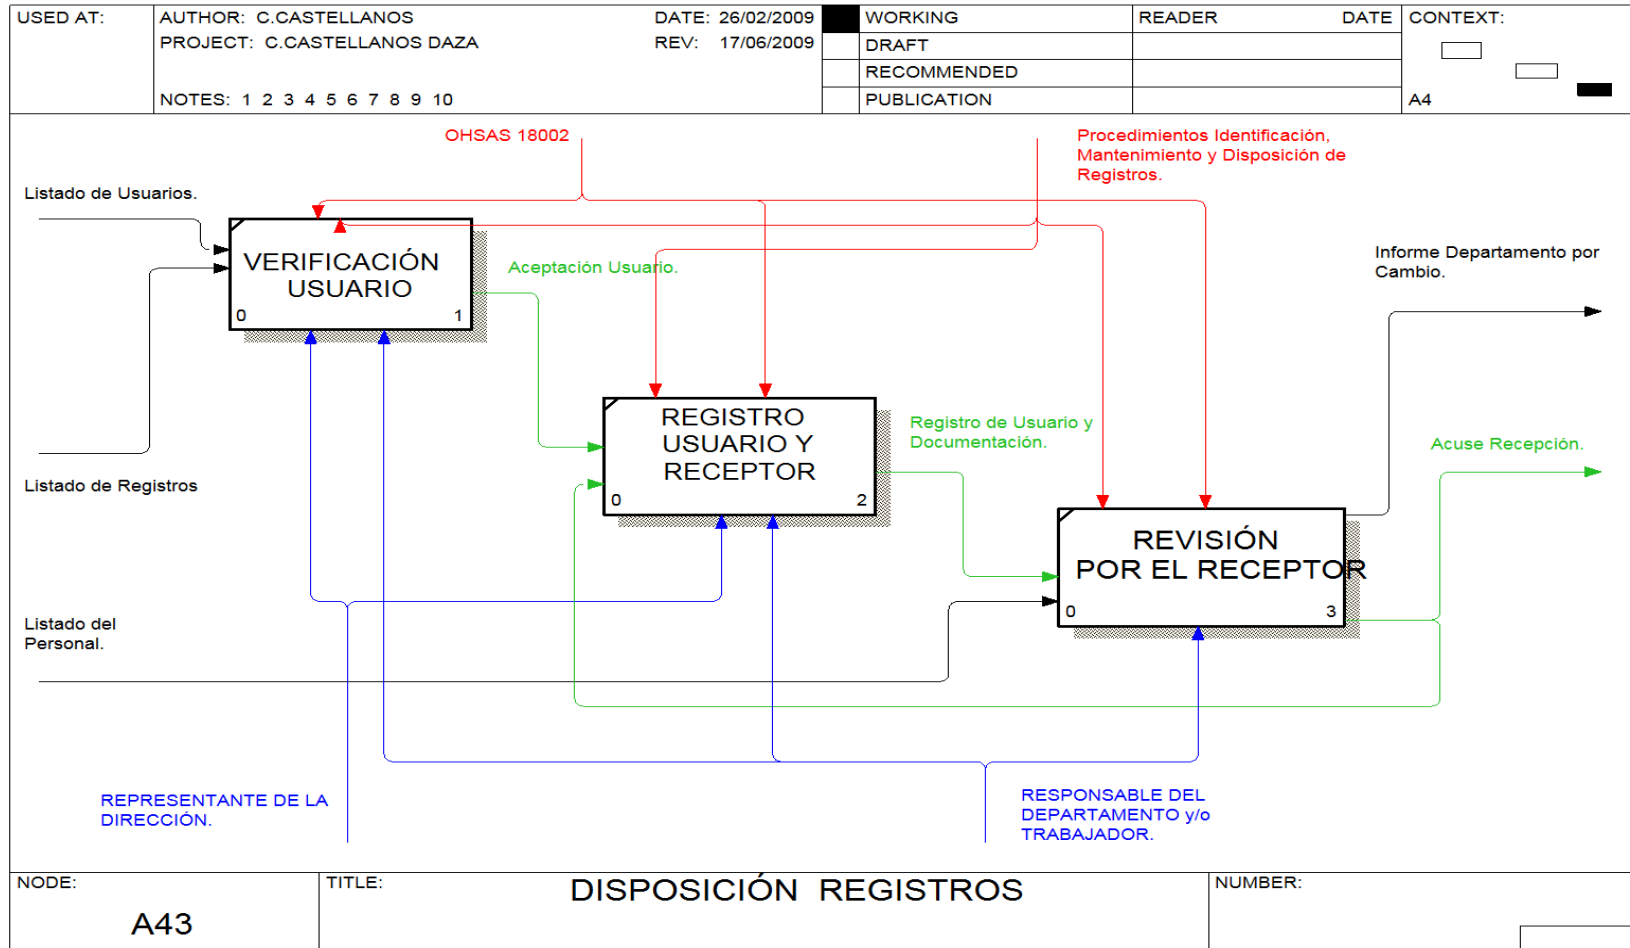 USED AT:
AUTHOR: C.CASTELLANOS
DATE: 26/02/2009
WORKING
READER
DATE
CONTEXT:
PROJECT: C.CASTELLANOS DAZA
REV: 17/06/2009
DRAFT
RECOMMENDED
NOTES: 1 2 3 4 5 6 7 8 9 10
PUBLICATION
A4
OHSAS 18002
Procedimientos Identificación,
Mantenimiento y Disposición de
Registros.
Listado de Usuarios.
VERIFICACIÓN
USUARIO
0
1
Aceptación Usuario.
Informe Departamento por
Cambio.
REGISTRO
USUARIO Y
RECEPTOR
0
2
Registro de Usuario y
Documentación.
Acuse Recepción.
Listado de Registros
REVISIÓN
POR EL RECEPTOR
0
3
Listado del
Personal.
REPRESENTANTE DE LA
DIRECCIÓN.
RESPONSABLE DEL
DEPARTAMENTO y/o
TRABAJADOR.
NODE:
A43
TITLE:
DISPOSICIÓN REGISTROS
NUMBER: